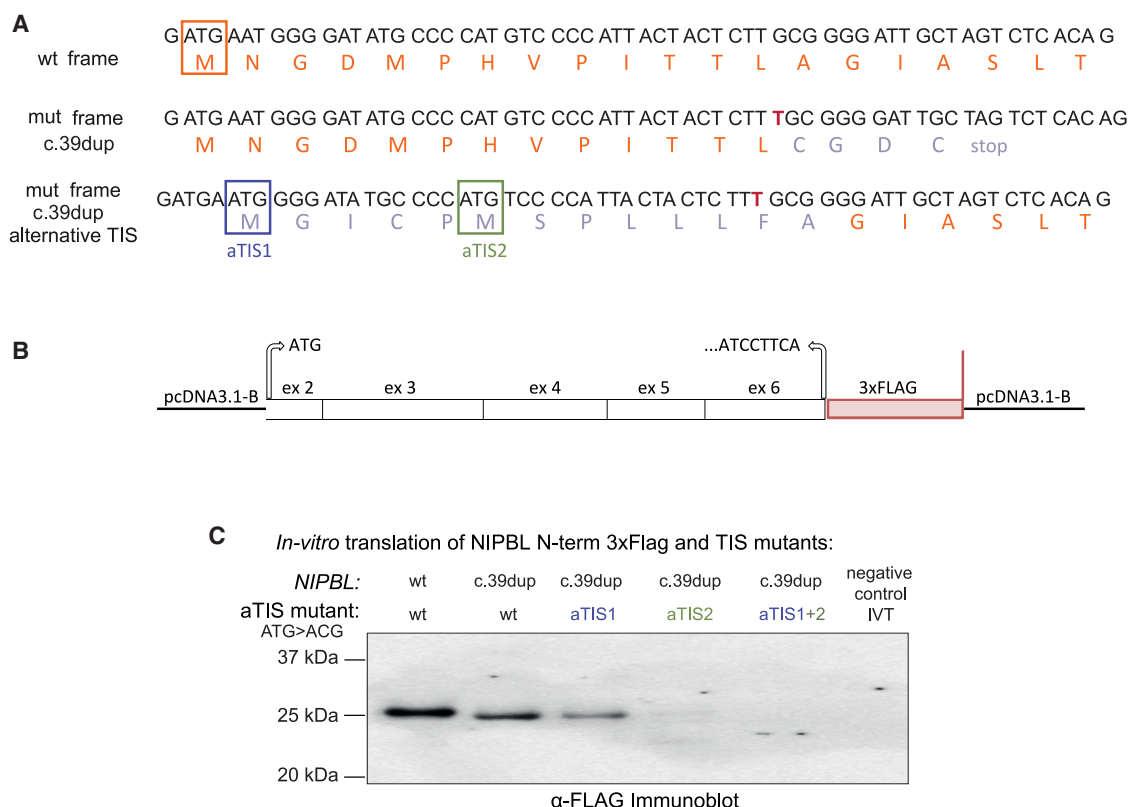 A
wt frame
G ATG AAT GGG GAT ATG CCC CAT GTC CCC ATT ACT ACT CTT GCG GGG ATT GCT AGT CTC ACA G
M N G D M P H V P I T T L A G I A S L T
mut frame
c.39dup
G ATG AAT GGG GAT ATG CCC CAT GTC CCC ATT ACT ACT CTT TGC GGG GAT TGC TAG TCT CAC AG
M N G D M P H V P I T T L C G D C stop
mut frame
c.39dup
alternative TIS
GATGA ATG GGG ATA TGC CCC ATG TCC CCA TTA CTA CTC TTT GCG GGG ATT GCT AGT CTC ACA G
M G I C P M S P L L L F A G I A S L T
aTIS1 aTIS2
B
ATG ...ATCCTTCA
pcDNA3.1-B ex 2 ex 3 ex 4 ex 5 ex 6 3xFLAG pcDNA3.1-B
C
In-vitro translation of NIPBL N-term 3xFlag and TIS mutants:
NIPBL: wt c.39dup c.39dup c.39dup c.39dup negative control IVT
aTIS mutant: wt wt aTIS1 aTIS2 aTIS1+2
ATG>ACG
37 kDa
25 kDa
20 kDa
α-FLAG Immunoblot